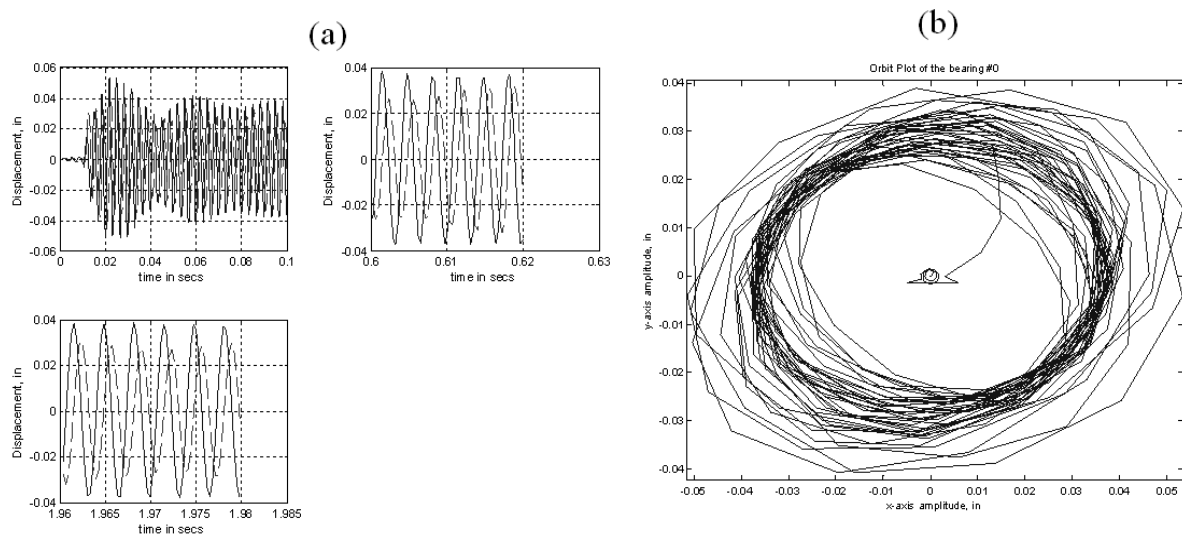 (a)
(b)
0.06
0.04
0.02
0
-0.02
-0.04
-0.06
Displacement, in
0 0.02 0.04 0.06 0.08 0.1
time in secs
0.04
0.02
0
-0.02
-0.04
Displacement, in
0.6 0.61 0.62 0.63
time in secs
0.04
0.02
0
-0.02
-0.04
Displacement, in
1.96 1.965 1.97 1.975 1.98 1.985
time in secs
Orbit Plot of the bearing #0
0.04
0.03
0.02
0.01
0
-0.01
-0.02
-0.03
-0.04
y-axis amplitude, in
-0.05 -0.04 -0.03 -0.02 -0.01 0 0.01 0.02 0.03 0.04 0.05
x-axis amplitude, in